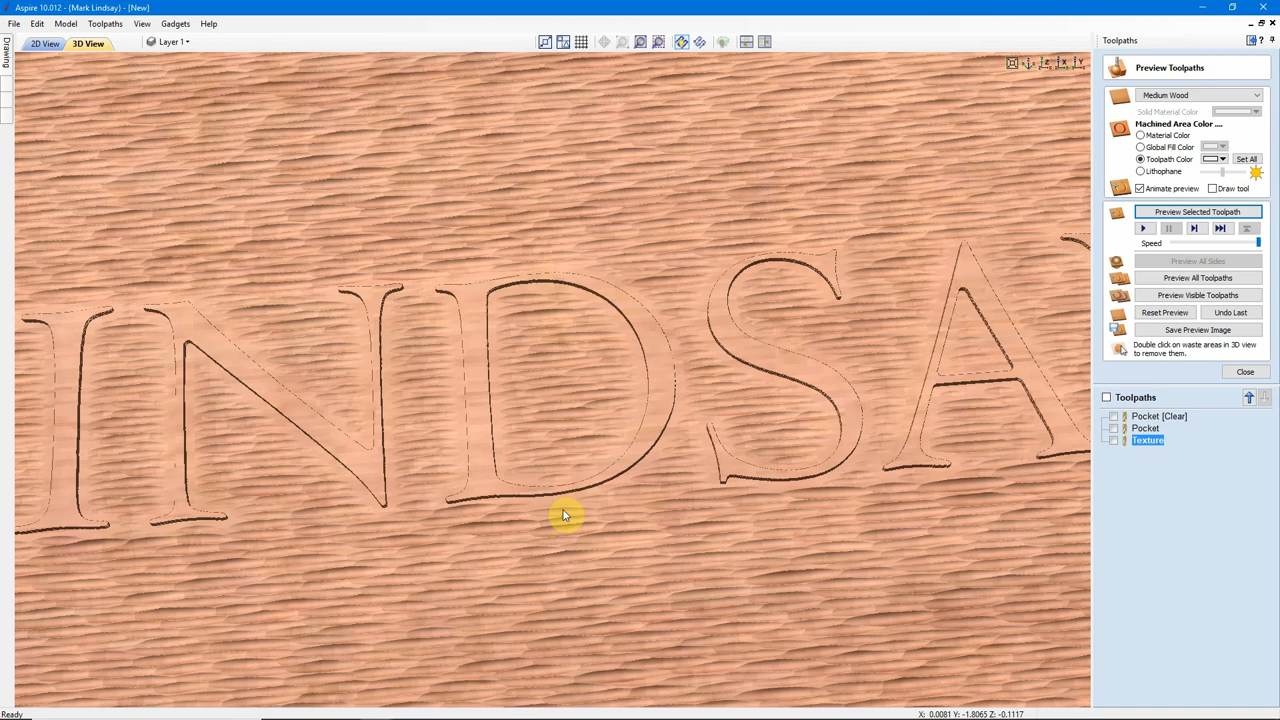 Aspire 10.012 - {Mark Lindsay} - [New]
File Edit Model Toolpaths View Gadgets Help
2D View 3D View Layer 1
Drawing
INDSA
Toolpaths
Preview Toolpaths
Medium Wood
Solid Material Color
Machined Area Color ....
Material Color
Global Fill Color
Toolpath Color Set All
Lithophane
Animate preview Draw tool
Preview Selected Toolpath
Speed
Preview All Sides
Preview All Toolpaths
Preview Visible Toolpaths
Reset Preview Undo Last
Save Preview Image
Double click on waste areas in 3D view
to remove them.
Close
Toolpaths
Pocket [Clear]
Pocket
Texture
Ready X: 0.0081 Y: -1.8065 Z: -0.1117